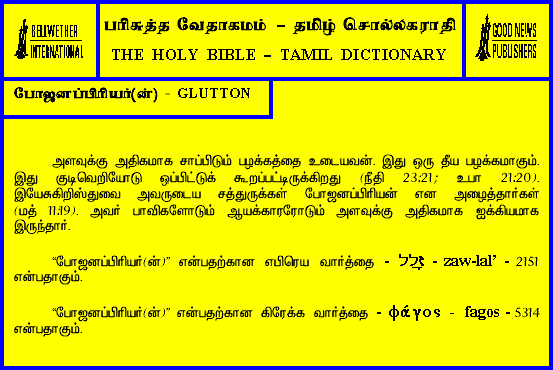 BELLWETHER
INTERNATIONAL
பரிசுத்த வேதாகமம் – தமிழ் சொல்லகராதி
THE HOLY BIBLE – TAMIL DICTIONARY
GOOD NEWS
PUBLISHERS
போஜனப்பிரியர்(ன்) - GLUTTON
அளவுக்கு அதிகமாக சாப்பிடும் பழக்கத்தை உடையவன். இது ஒரு தீய பழக்கமாகும்.
இது குடிவெறியோடு ஒப்பிட்டுக் கூறப்பட்டிருக்கிறது (நீதி 23:21; உபா 21:20).
இயேசுகிறிஸ்துவை அவருடைய சத்துருக்கள் போஜனப்பிரியன் என அழைத்தார்கள்
(மத் 11:19). அவர் பாவிகளோடும் ஆயக்காரரோடும் அளவுக்கு அதிகமாக ஐக்கியமாக
இருந்தார்.
“போஜனப்பிரியர்(ன்)” என்பதற்கான எபிரெய வார்த்தை - זָלַל - zaw-lal’ - 2151
என்பதாகும்.
“போஜனப்பிரியர்(ன்)” என்பதற்கான கிரேக்க வார்த்தை - φάγος - fagos - 5314
என்பதாகும்.